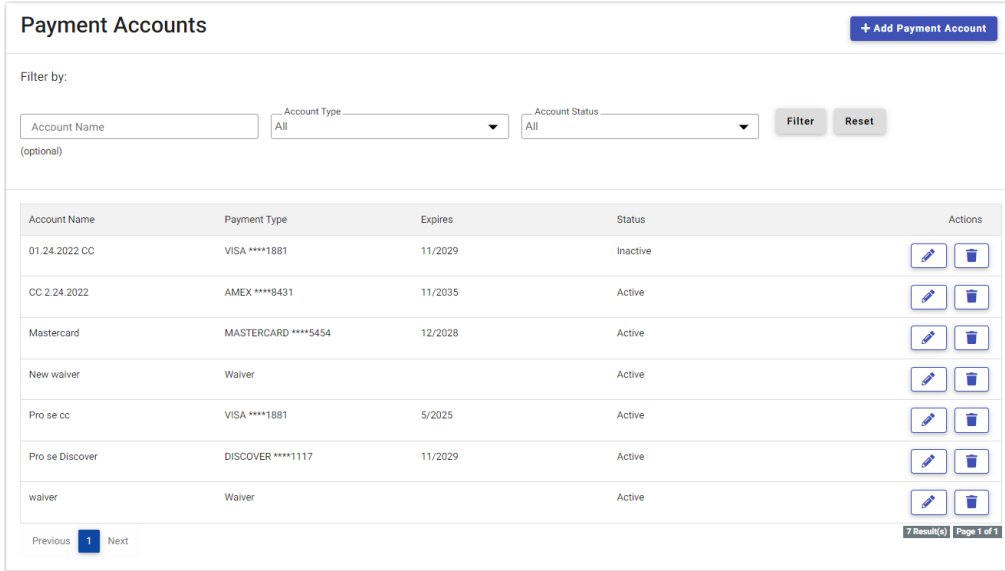 Payment Accounts
+ Add Payment Account
Filter by:
Account Name
(optional)
Account Type
All
Account Status
All
Filter
Reset
Account Name Payment Type Expires Status Actions
01.24.2022 CC VISA ****1881 11/2029 Inactive
CC 2.24.2022 AMEX ****8431 11/2035 Active
Mastercard MASTERCARD ****5454 12/2028 Active
New waiver Waiver Active
Pro se cc VISA ****1881 5/2025 Active
Pro se Discover DISCOVER ****1117 11/2029 Active
waiver Waiver Active
Previous 1 Next
7 Result(s) Page 1 of 1